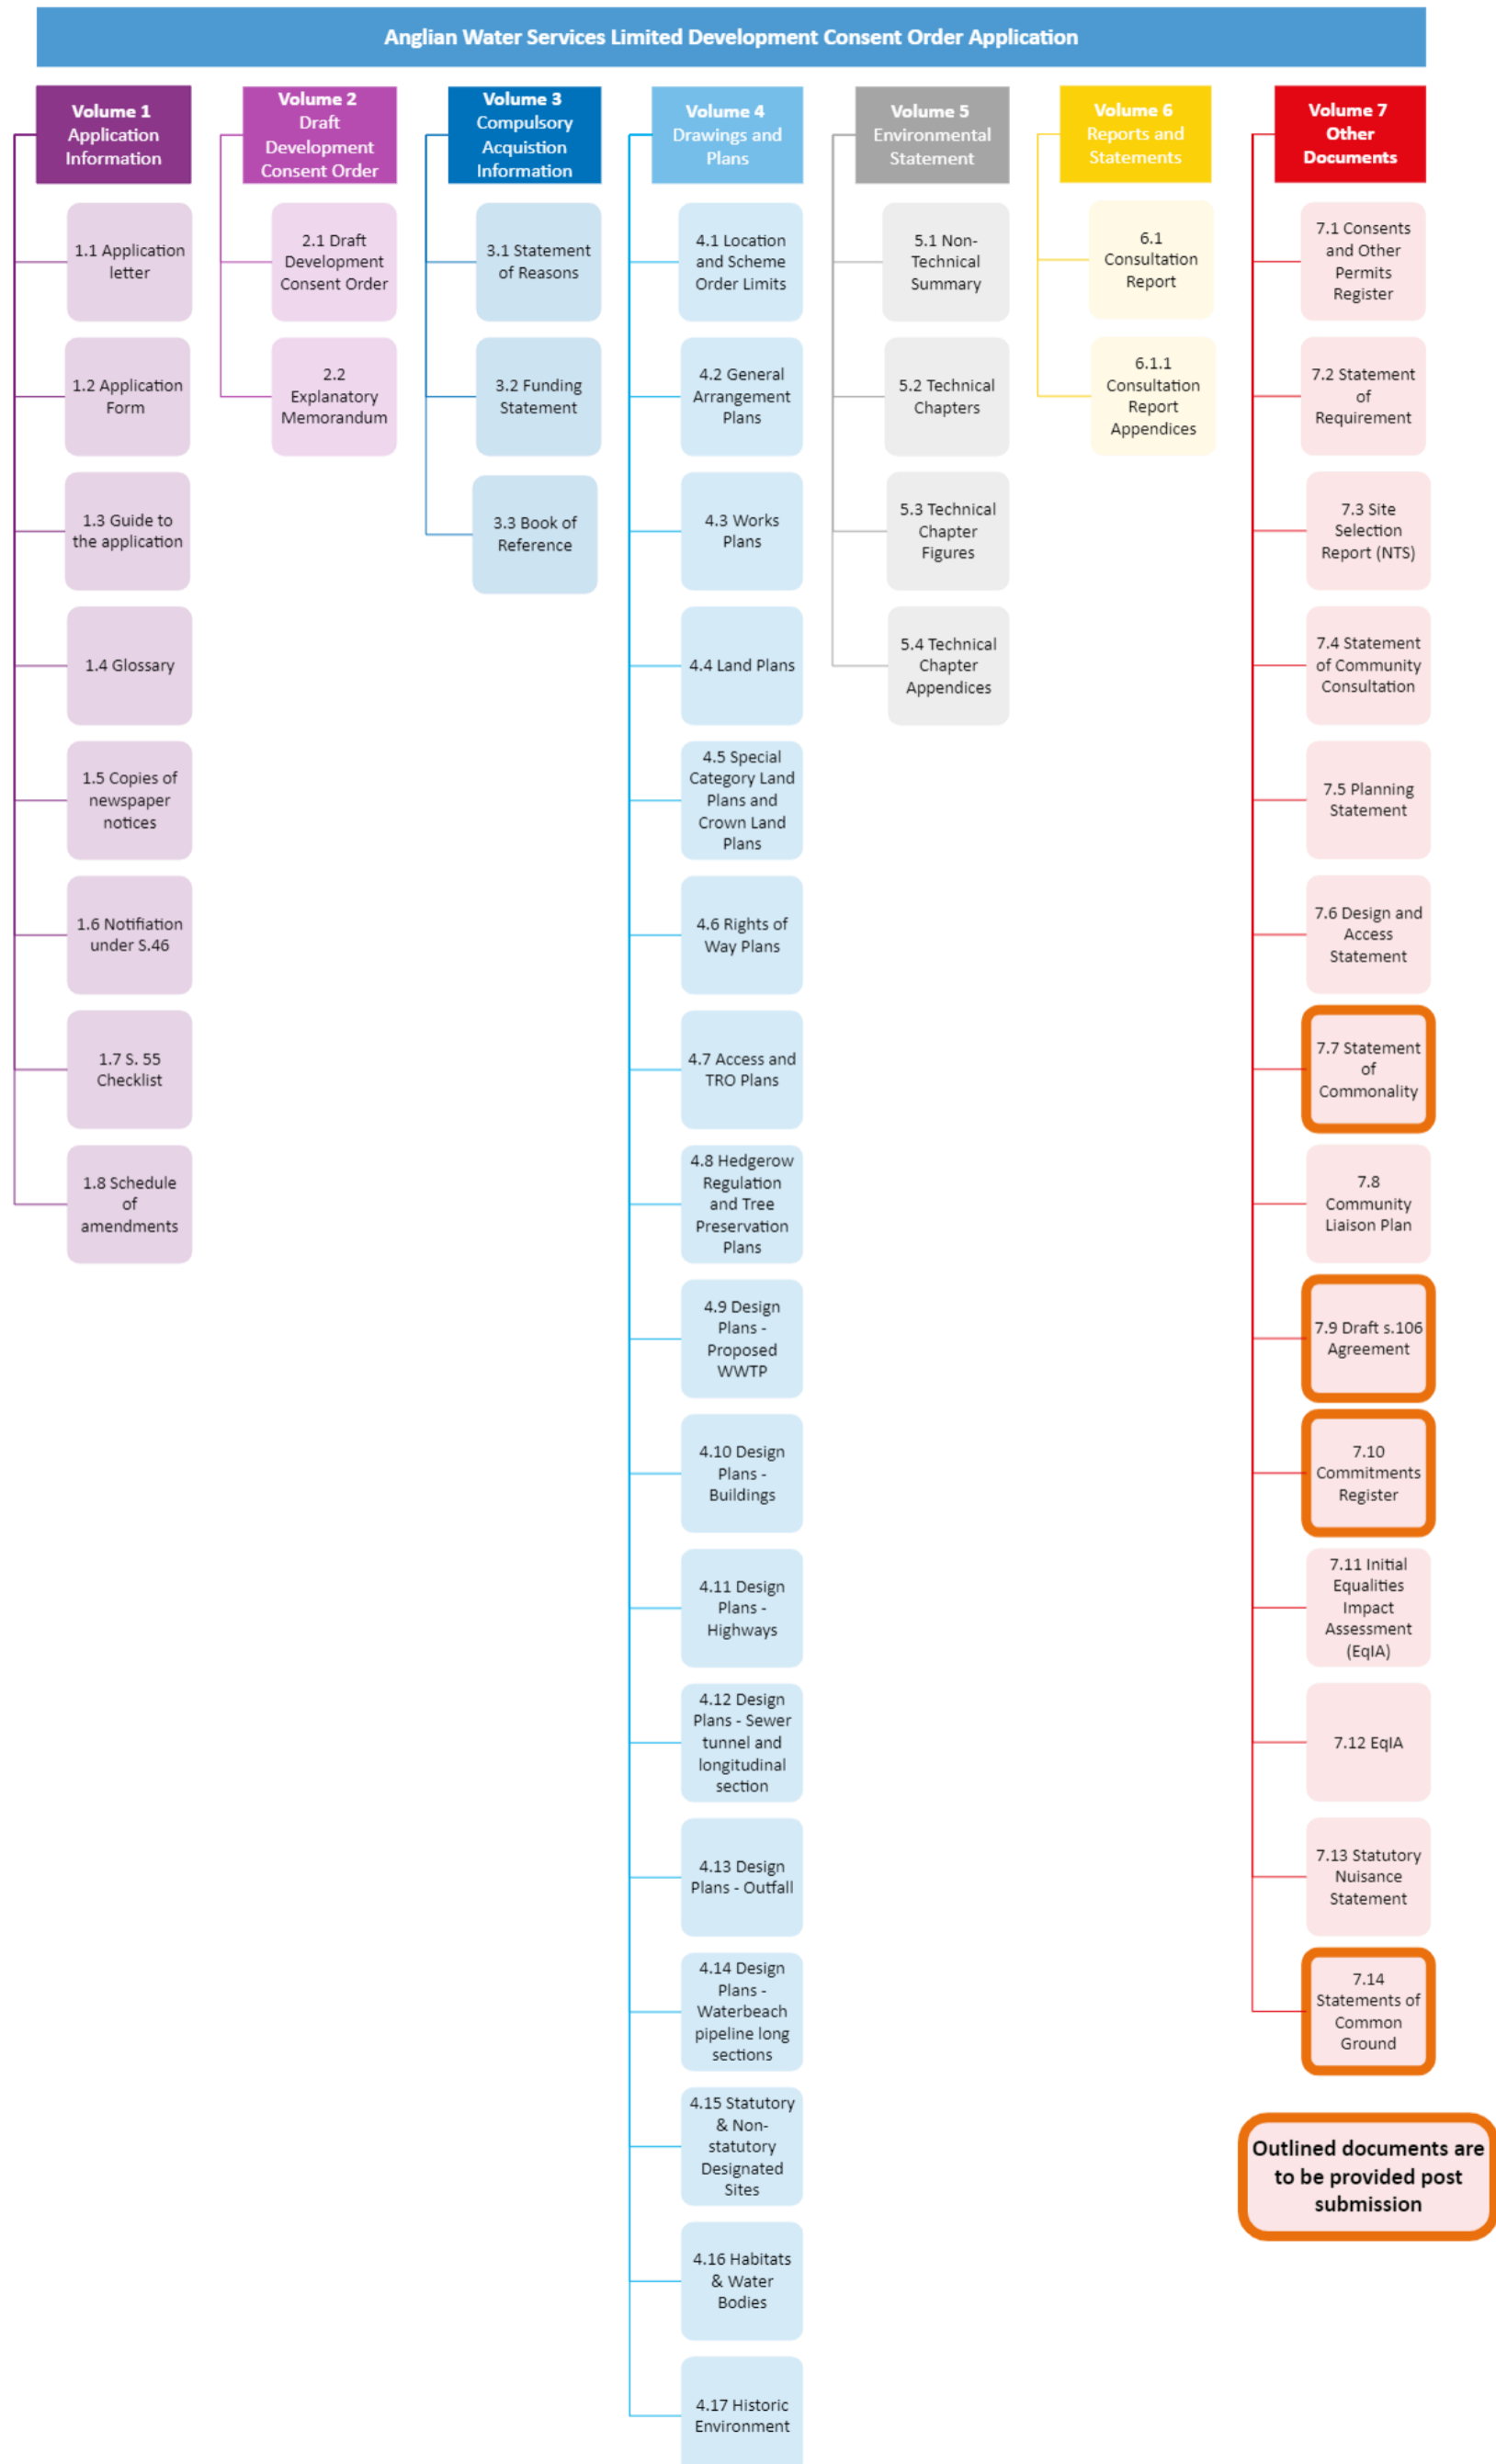 Anglian Water Services Limited Development Consent Order Application
Volume 1
Application
Information
1.1 Application
letter
1.2 Application
Form
1.3 Guide to
the application
1.4 Glossary
1.5 Copies of
newspaper
notices
1.6 Notifiation
under S.46
1.7 S. 55
Checklist
1.8 Schedule
of
amendments
Volume 2
Draft
Development
Consent Order
2.1 Draft
Development
Consent Order
2.2
Explanatory
Memorandum
Volume 3
Compulsory
Acquistion
Information
3.1 Statement
of Reasons
3.2 Funding
Statement
3.3 Book of
Reference
Volume 4
Drawings and
Plans
4.1 Location
and Scheme
Order Limits
4.2 General
Arrangement
Plans
4.3 Works
Plans
4.4 Land Plans
4.5 Special
Category Land
Plans and
Crown Land
Plans
4.6 Rights of
Way Plans
4.7 Access and
TRO Plans
4.8 Hedgerow
Regulation
and Tree
Preservation
Plans
4.9 Design
Plans -
Proposed
WWTP
4.10 Design
Plans -
Buildings
4.11 Design
Plans -
Highways
4.12 Design
Plans - Sewer
tunnel and
longitudinal
section
4.13 Design
Plans - Outfall
4.14 Design
Plans -
Waterbeach
pipeline long
sections
4.15 Statutory
& Non-
statutory
Designated
Sites
4.16 Habitats
& Water
Bodies
4.17 Historic
Environment
Volume 5
Environmental
Statement
5.1 Non-
Technical
Summary
5.2 Technical
Chapters
5.3 Technical
Chapter
Figures
5.4 Technical
Chapter
Appendices
Volume 6
Reports and
Statements
6.1
Consultation
Report
6.1.1
Consultation
Report
Appendices
Volume 7
Other
Documents
7.1 Consents
and Other
Permits
Register
7.2 Statement
of
Requirement
7.3 Site
Selection
Report (NTS)
7.4 Statement
of Community
Consultation
7.5 Planning
Statement
7.6 Design and
Access
Statement
7.7 Statement
of
Commonality
7.8
Community
Liaison Plan
7.9 Draft s.106
Agreement
7.10
Commitments
Register
7.11 Initial
Equalities
Impact
Assessment
(EqIA)
7.12 EqIA
7.13 Statutory
Nuisance
Statement
7.14
Statements of
Common
Ground
Outlined documents are
to be provided post
submission